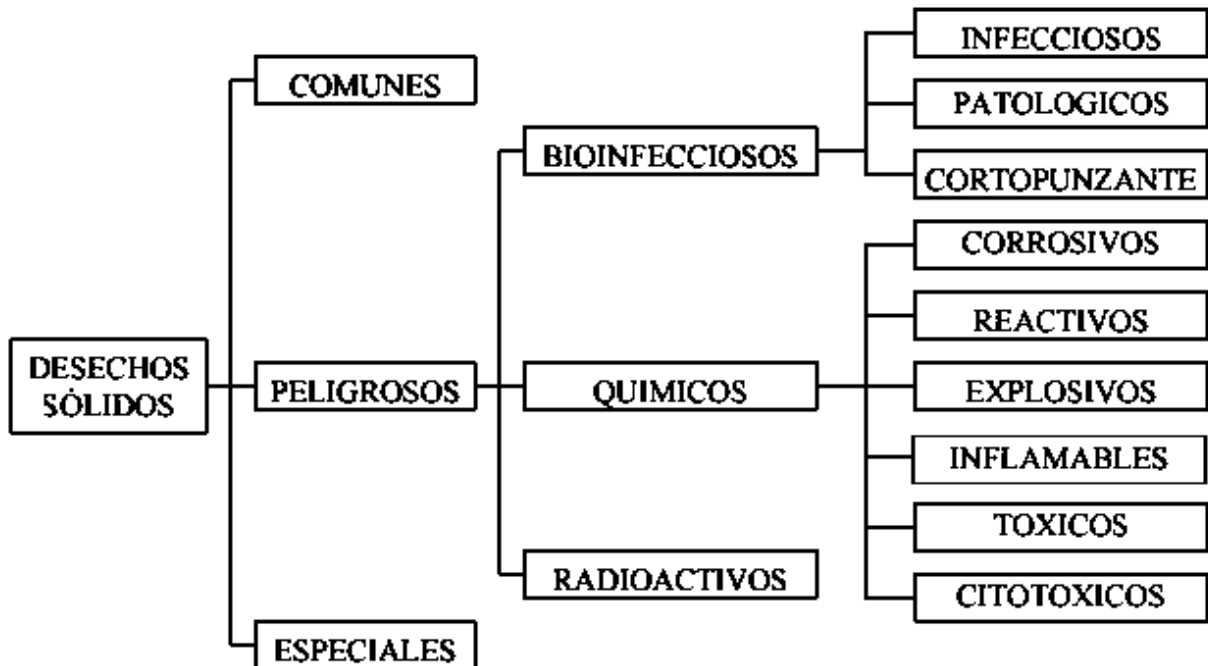 DESECHOS
SÓLIDOS
COMUNES
PELIGROSOS
ESPECIALES
BIOINFECCIOSOS
QUIMICOS
RADIOACTIVOS
INFECCIOSOS
PATOLOGICOS
CORTOPUNZANTE
CORROSIVOS
REACTIVOS
EXPLOSIVOS
INFLAMABLES
TOXICOS
CITOTOXICOS